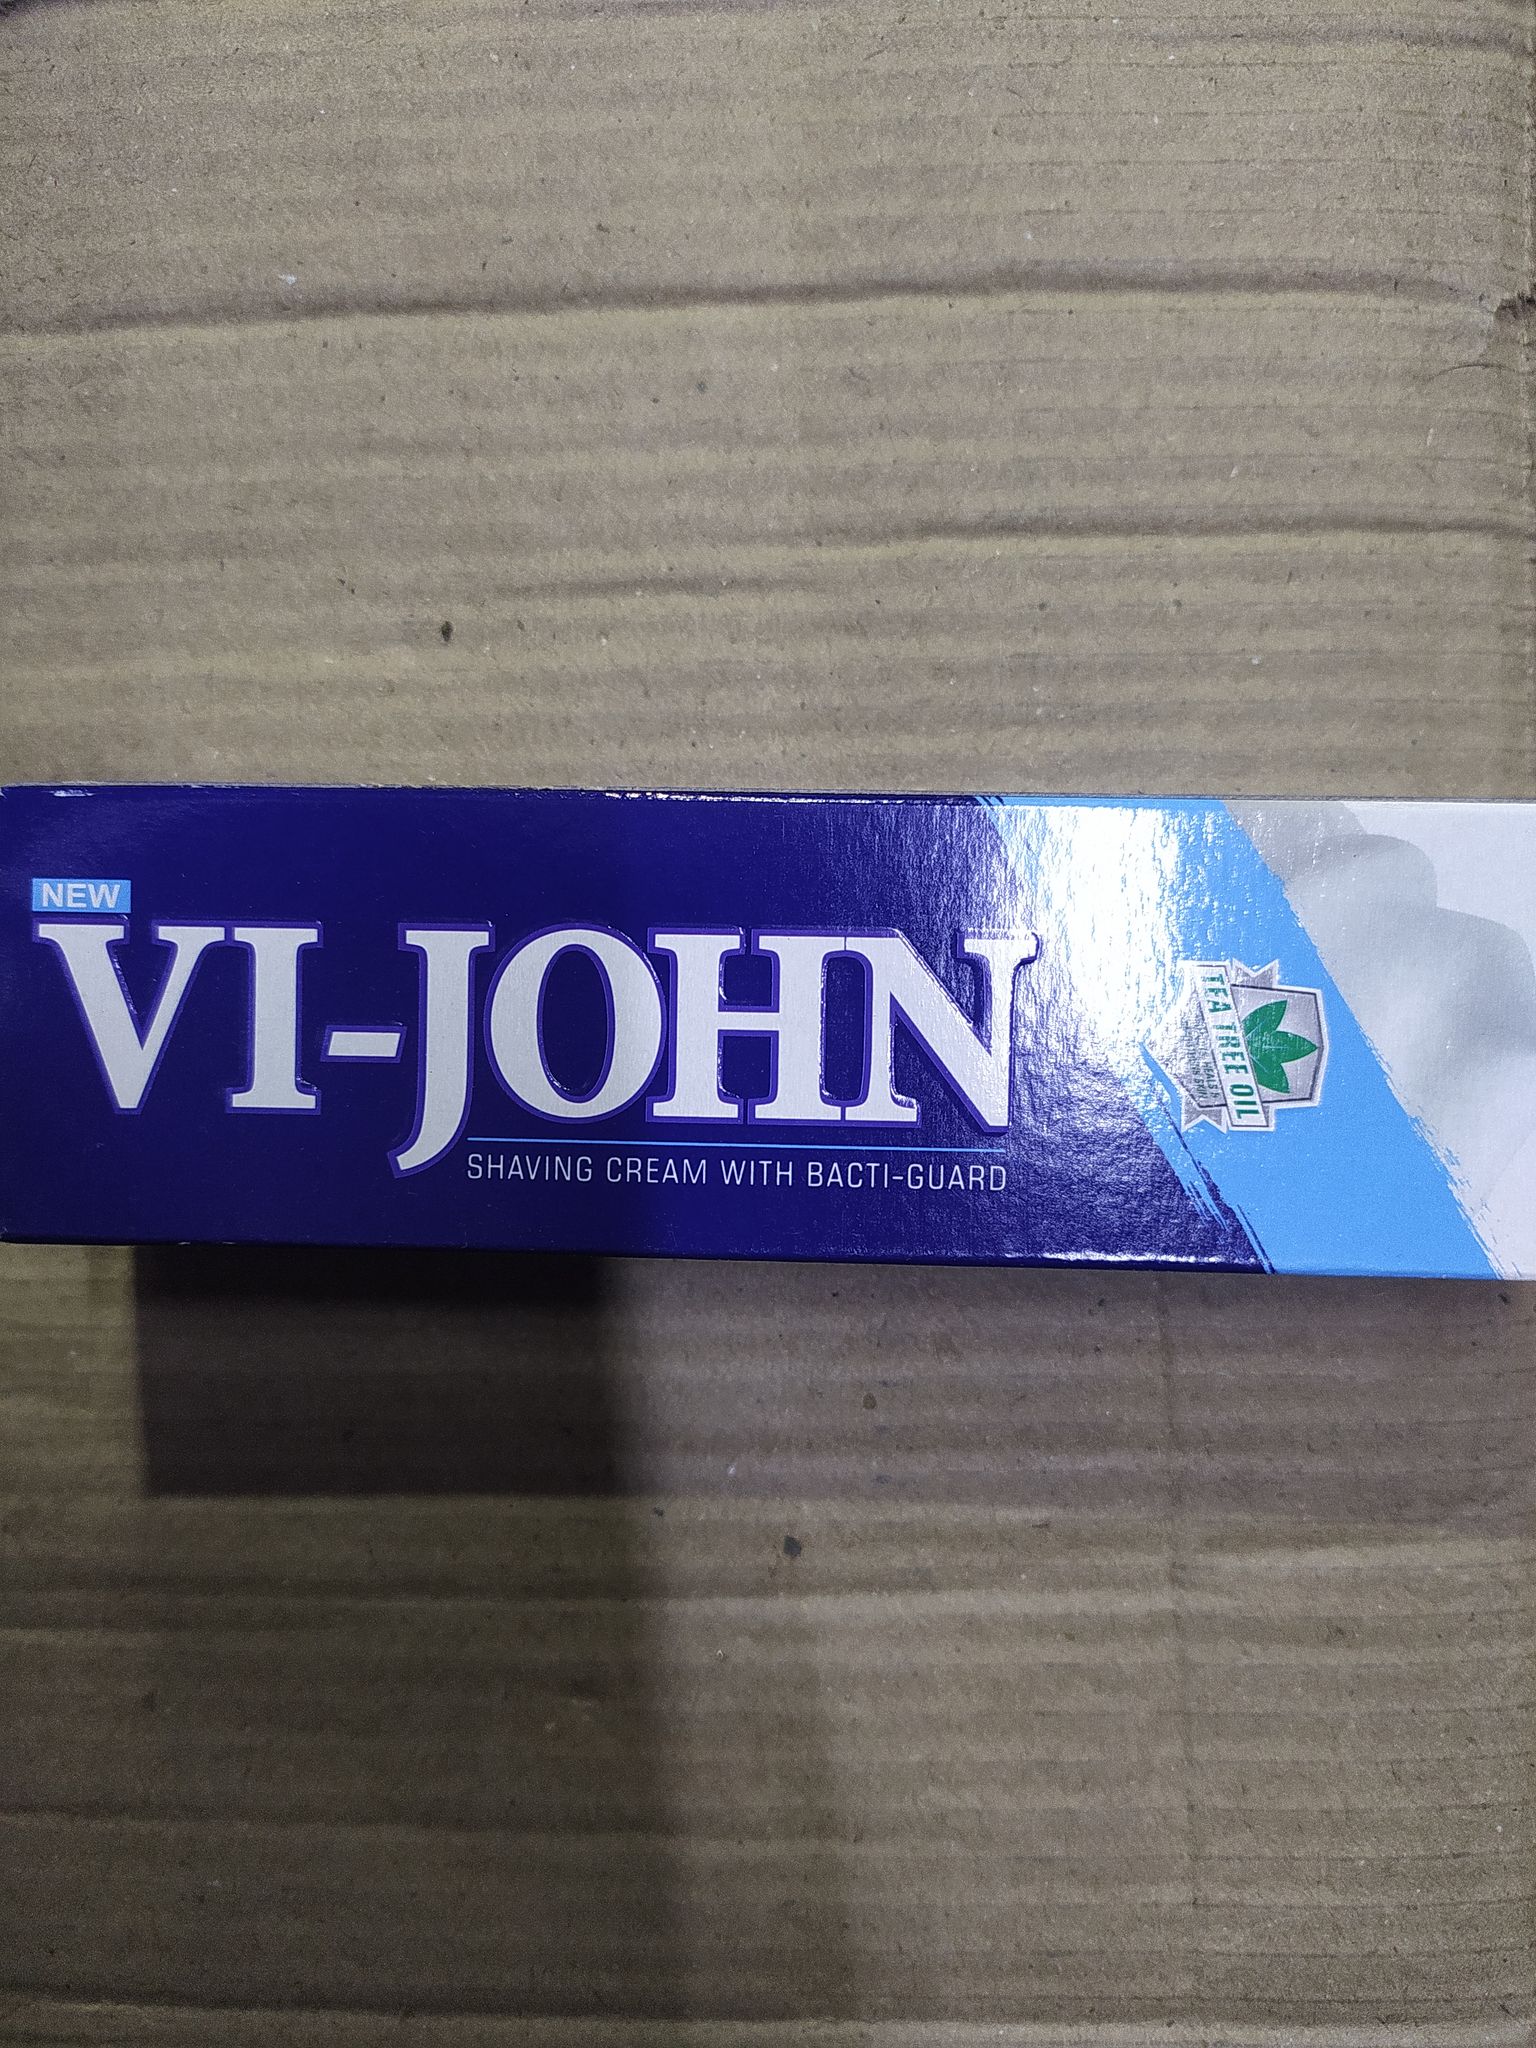 NEW
VI-JOHN
SHAVING CREAM WITH BACTI-GUARD
TEA TREE OIL